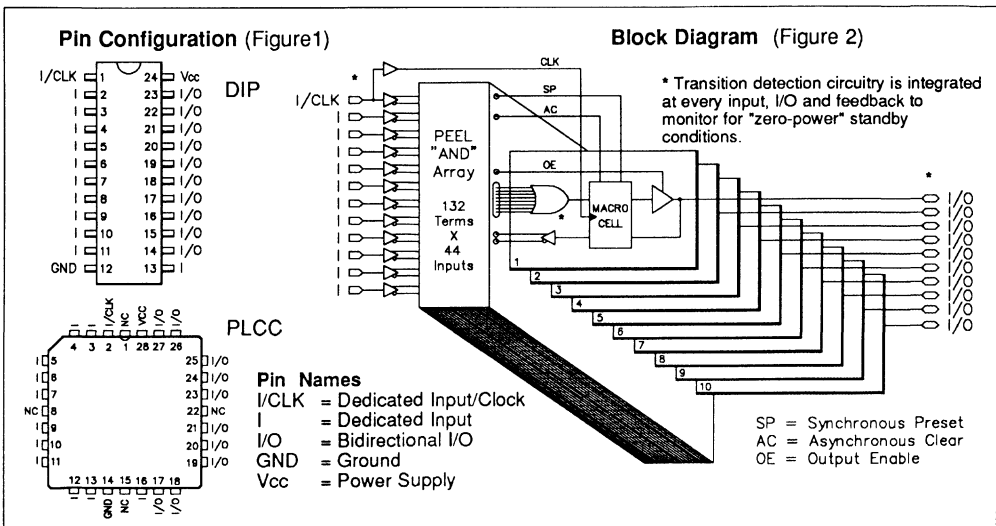 Pin Configuration (Figure1)
I/CLK 1 24 Vcc
I 2 23 I/O
I 3 22 I/O
I 4 21 I/O
I 5 20 I/O
I 6 19 I/O
I 7 18 I/O
I 8 17 I/O
I 9 16 I/O
I 10 15 I/O
I 11 14 I/O
GND 12 13 I
DIP
PLCC
I I I/CLK NC VCC I/O I/O
4 3 2 1 28 27 26
I 5 25 I/O
I 6 24 I/O
I 7 23 I/O
NC 8 22 NC
I 9 21 I/O
I 10 20 I/O
I 11 19 I/O
12 13 14 15 16 17 18
I I GND NC I I/O I/O
Pin Names
I/CLK = Dedicated Input/Clock
I = Dedicated Input
I/O = Bidirectional I/O
GND = Ground
Vcc = Power Supply
Block Diagram (Figure 2)
* Transition detection circuitry is integrated
at every input, I/O and feedback to
monitor for "zero-power" standby
conditions.
*
I/CLK
I
I
I
I
I
I
I
I
I
I
I
CLK
SP
AC
OE
PEEL
"AND"
Array
132
Terms
X
44
Inputs
*
MACRO
CELL
1
2
3
4
5
6
7
8
9
10
*
I/O
I/O
I/O
I/O
I/O
I/O
I/O
I/O
I/O
I/O
SP = Synchronous Preset
AC = Asynchronous Clear
OE = Output Enable